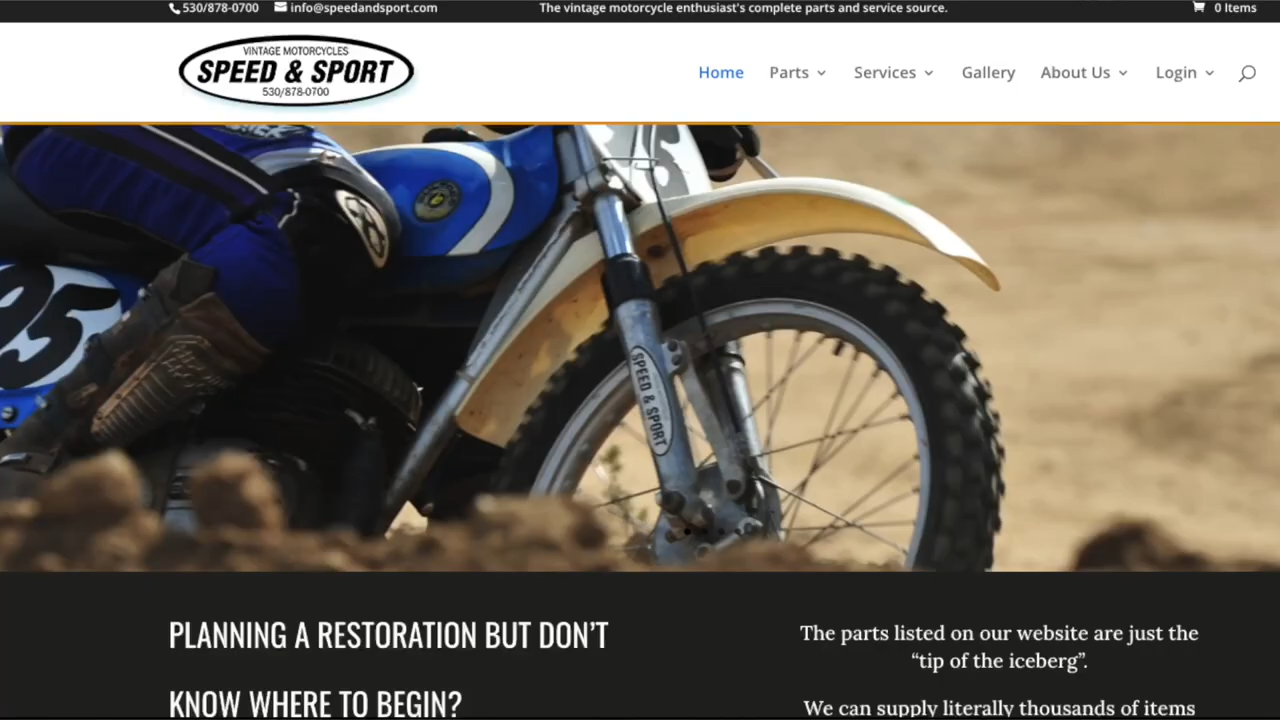 530/878-0700 info@speedandsport.com The vintage motorcycle enthusiast's complete parts and service source. 0 Items
VINTAGE MOTORCYCLES
SPEED & SPORT
530/878-0700
Home Parts Services Gallery About Us Login
6
95
SPEED & SPORT
PLANNING A RESTORATION BUT DON'T
KNOW WHERE TO BEGIN?
The parts listed on our website are just the
“tip of the iceberg”.
We can supply literally thousands of items